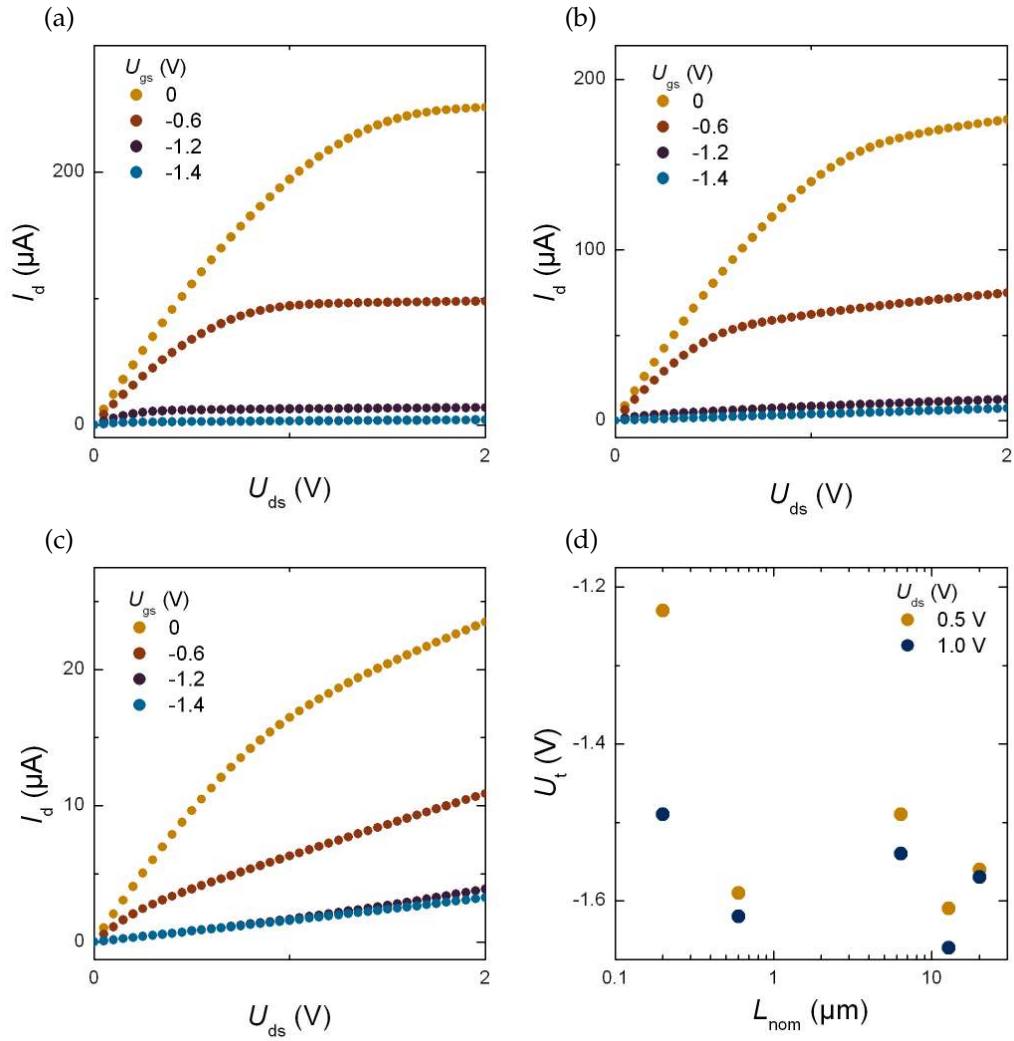 (a)
U_gs (V)
0
-0.6
-1.2
-1.4
200
0
I_d (μA)
0
2
U_ds (V)
(b)
U_gs (V)
0
-0.6
-1.2
-1.4
200
100
0
I_d (μA)
0
2
U_ds (V)
(c)
U_gs (V)
0
-0.6
-1.2
-1.4
20
10
0
I_d (μA)
0
2
U_ds (V)
(d)
U_ds (V)
0.5 V
1.0 V
-1.2
-1.4
-1.6
U_t (V)
0.1
1
10
L_nom (μm)